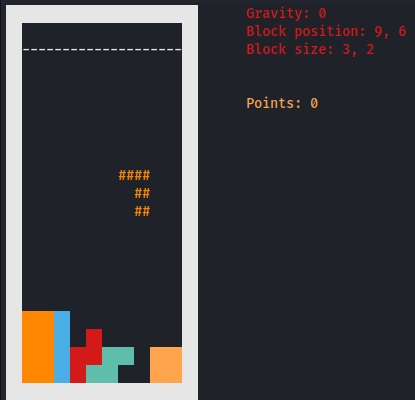 Gravity: 0
Block position: 9, 6
Block size: 3, 2
Points: 0
--------------------
####
##
##